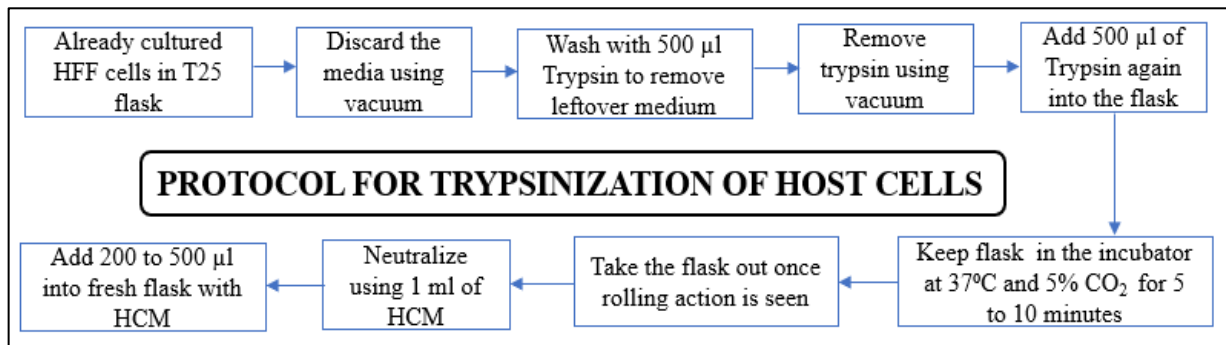 Already cultured
HFF cells in T25
flask
Discard the
media using
vacuum
Wash with 500 µl
Trypsin to remove
leftover medium
Remove
trypsin using
vacuum
Add 500 µl of
Trypsin again
into the flask
PROTOCOL FOR TRYPSINIZATION OF HOST CELLS
Keep flask in the incubator
at 37⁰C and 5% CO₂ for 5
to 10 minutes
Take the flask out once
rolling action is seen
Neutralize
using 1 ml of
HCM
Add 200 to 500 µl
into fresh flask with
HCM